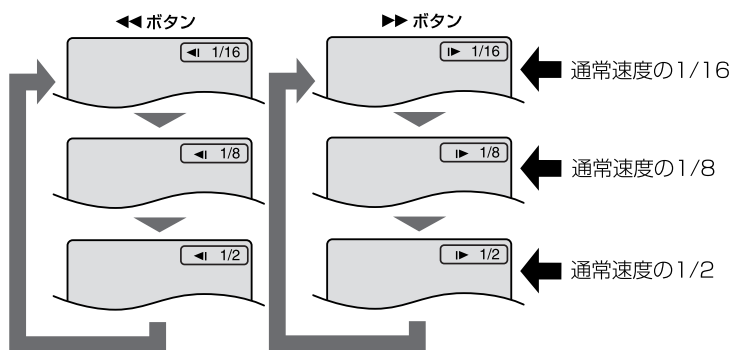 ◀◀ ボタン ▶▶ ボタン
◀I 1/16 I▶ 1/16 通常速度の1/16
◀I 1/8 I▶ 1/8 通常速度の1/8
◀I 1/2 I▶ 1/2 通常速度の1/2